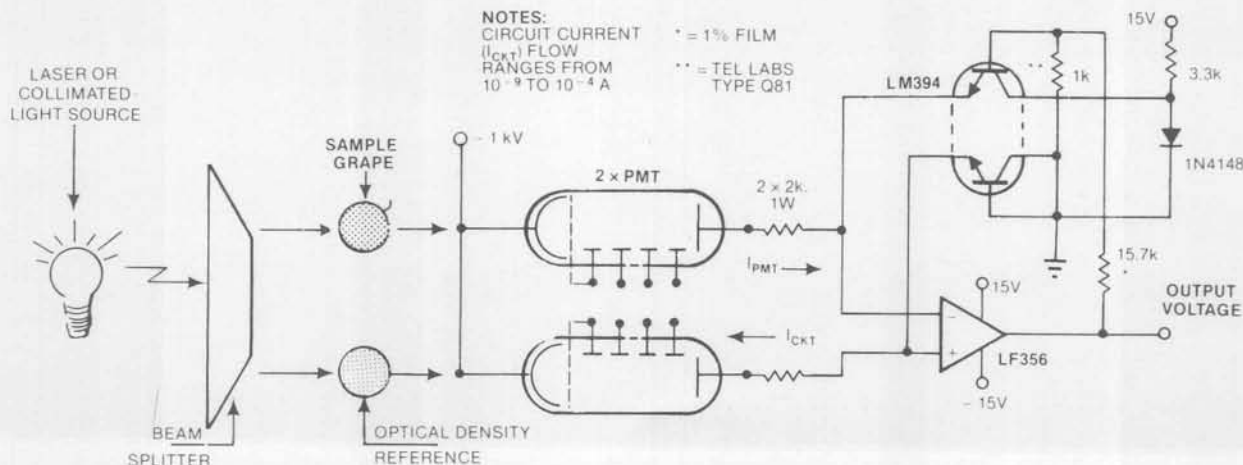 NOTES:
CIRCUIT CURRENT
(I_CKT) FLOW
RANGES FROM
10⁻⁹ TO 10⁻⁴ A
* = 1% FILM
** = TEL LABS
TYPE Q81
LASER OR
COLLIMATED-
LIGHT SOURCE
SAMPLE
GRAPE
- 1 kV
2 × PMT
2 × 2k.
1W
I_PMT
I_CKT
LM394
**
1k
15V
3.3k
1N4148
15.7k
*
OUTPUT
VOLTAGE
15V
-
+
LF356
- 15V
BEAM
SPLITTER
OPTICAL DENSITY
REFERENCE